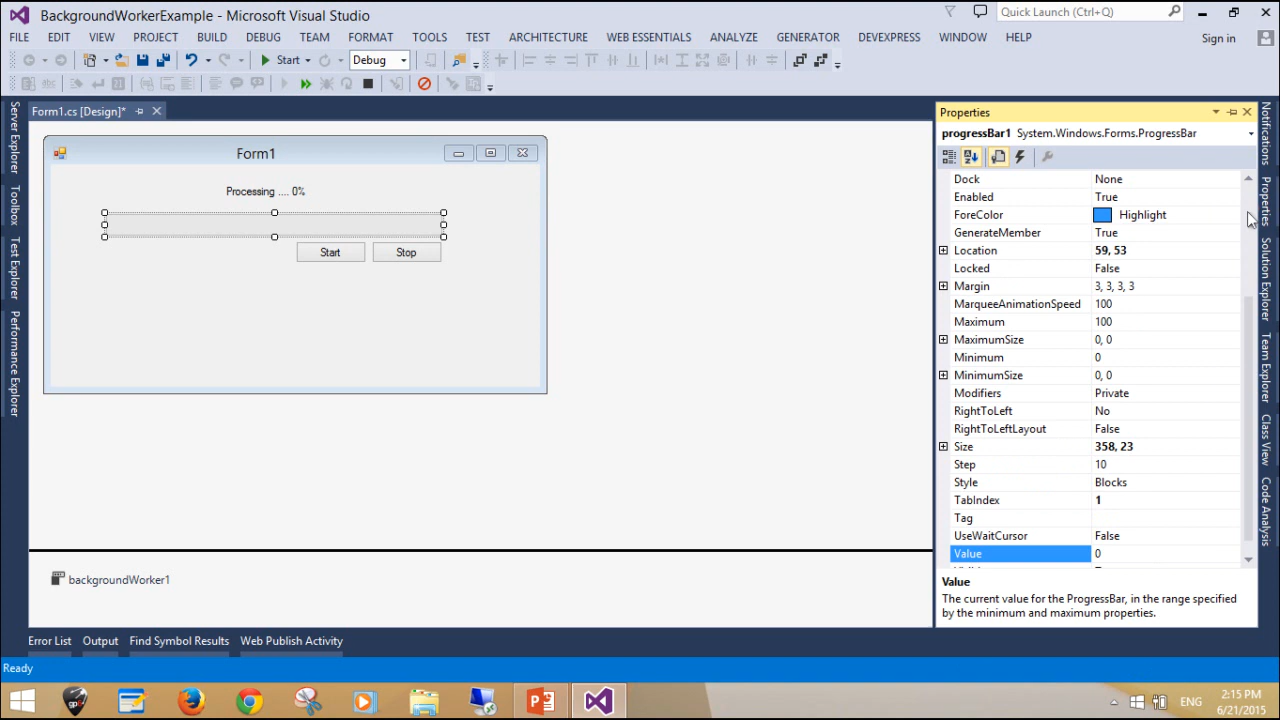 BackgroundWorkerExample - Microsoft Visual Studio
Quick Launch (Ctrl+Q)
FILE EDIT VIEW PROJECT BUILD DEBUG TEAM FORMAT TOOLS TEST ARCHITECTURE WEB ESSENTIALS ANALYZE GENERATOR DEVEXPRESS WINDOW HELP Sign in
Start Debug
Form1.cs [Design]*
Server Explorer
Toolbox
Test Explorer
Performance Explorer
Form1
Processing .... 0%
Start Stop
backgroundWorker1
Properties
progressBar1 System.Windows.Forms.ProgressBar
Dock None
Enabled True
ForeColor Highlight
GenerateMember True
Location 59, 53
Locked False
Margin 3, 3, 3, 3
MarqueeAnimationSpeed 100
Maximum 100
MaximumSize 0, 0
Minimum 0
MinimumSize 0, 0
Modifiers Private
RightToLeft No
RightToLeftLayout False
Size 358, 23
Step 10
Style Blocks
TabIndex 1
Tag
UseWaitCursor False
Value 0
Value
The current value for the ProgressBar, in the range specified
by the minimum and maximum properties.
Notifications
Properties
Solution Explorer
Team Explorer
Class View
Code Analysis
Error List Output Find Symbol Results Web Publish Activity
Ready
ENG
2:15 PM
6/21/2015